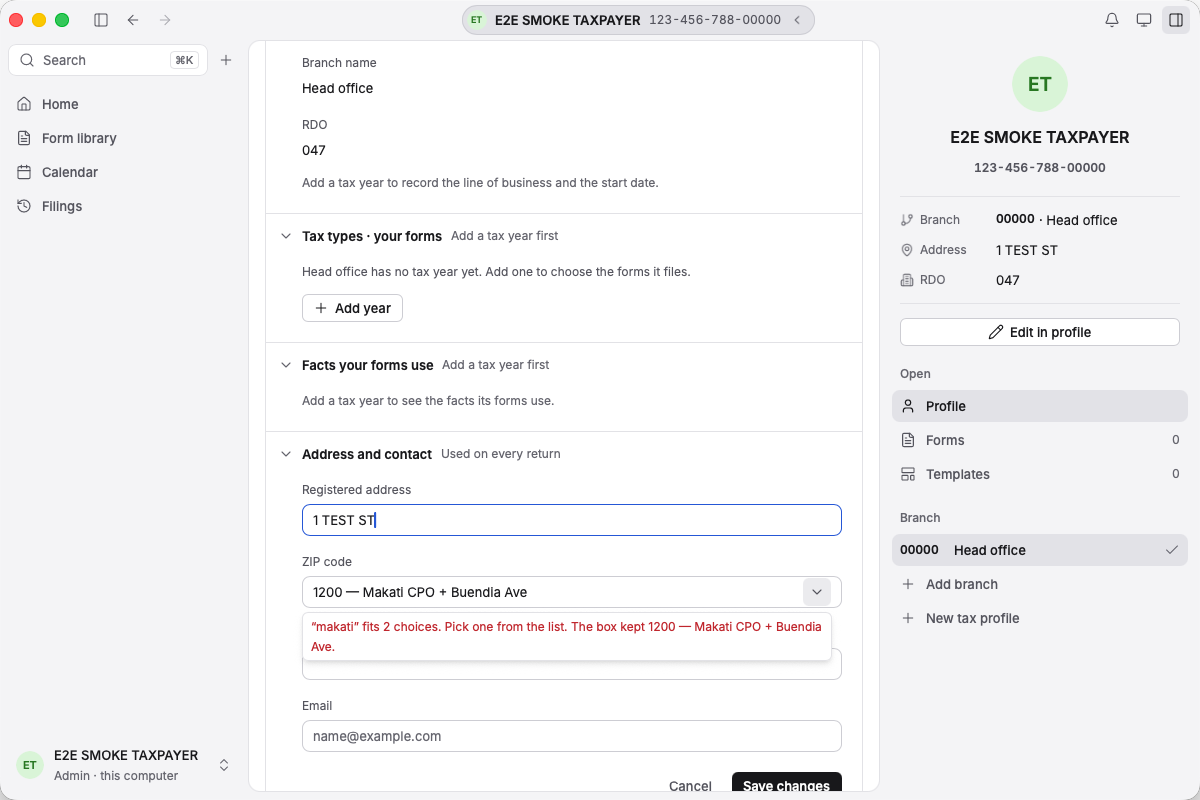 ET E2E SMOKE TAXPAYER 123-456-788-00000
Search ⌘K
Home
Form library
Calendar
Filings
Branch name
Head office
RDO
047
Add a tax year to record the line of business and the start date.
Tax types · your forms Add a tax year first
Head office has no tax year yet. Add one to choose the forms it files.
Add year
Facts your forms use Add a tax year first
Add a tax year to see the facts its forms use.
Address and contact Used on every return
Registered address
1 TEST ST
ZIP code
1200 — Makati CPO + Buendia Ave
“makati” fits 2 choices. Pick one from the list. The box kept 1200 — Makati CPO + Buendia
Ave.
Email
name@example.com
Cancel Save changes
ET
E2E SMOKE TAXPAYER
123-456-788-00000
Branch 00000 · Head office
Address 1 TEST ST
RDO 047
Edit in profile
Open
Profile
Forms 0
Templates 0
Branch
00000 Head office
Add branch
New tax profile
ET E2E SMOKE TAXPAYER
Admin · this computer